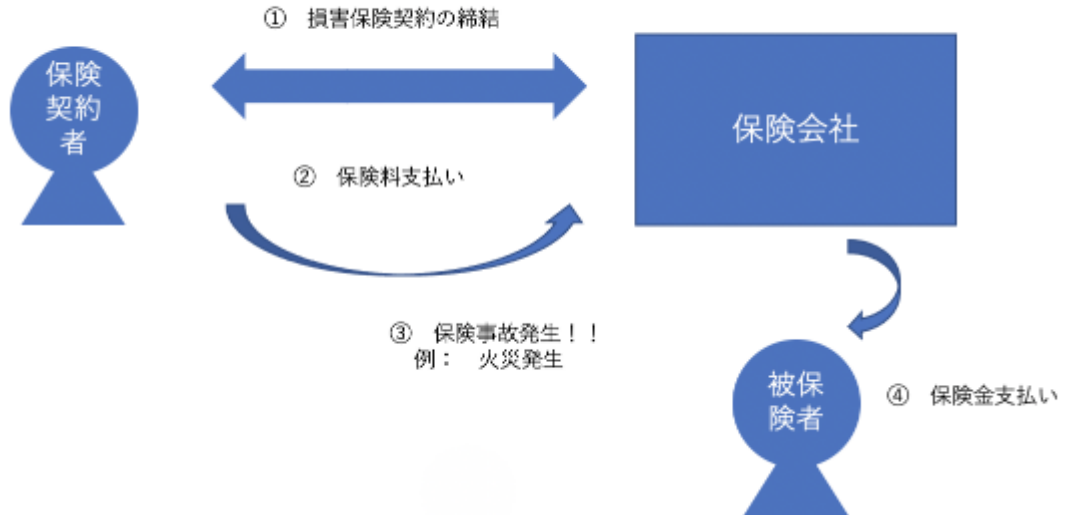 ① 損害保険契約の締結
保険
契約
者
保険会社
② 保険料支払い
③ 保険事故発生！！
例： 火災発生
被保
険者
④ 保険金支払い